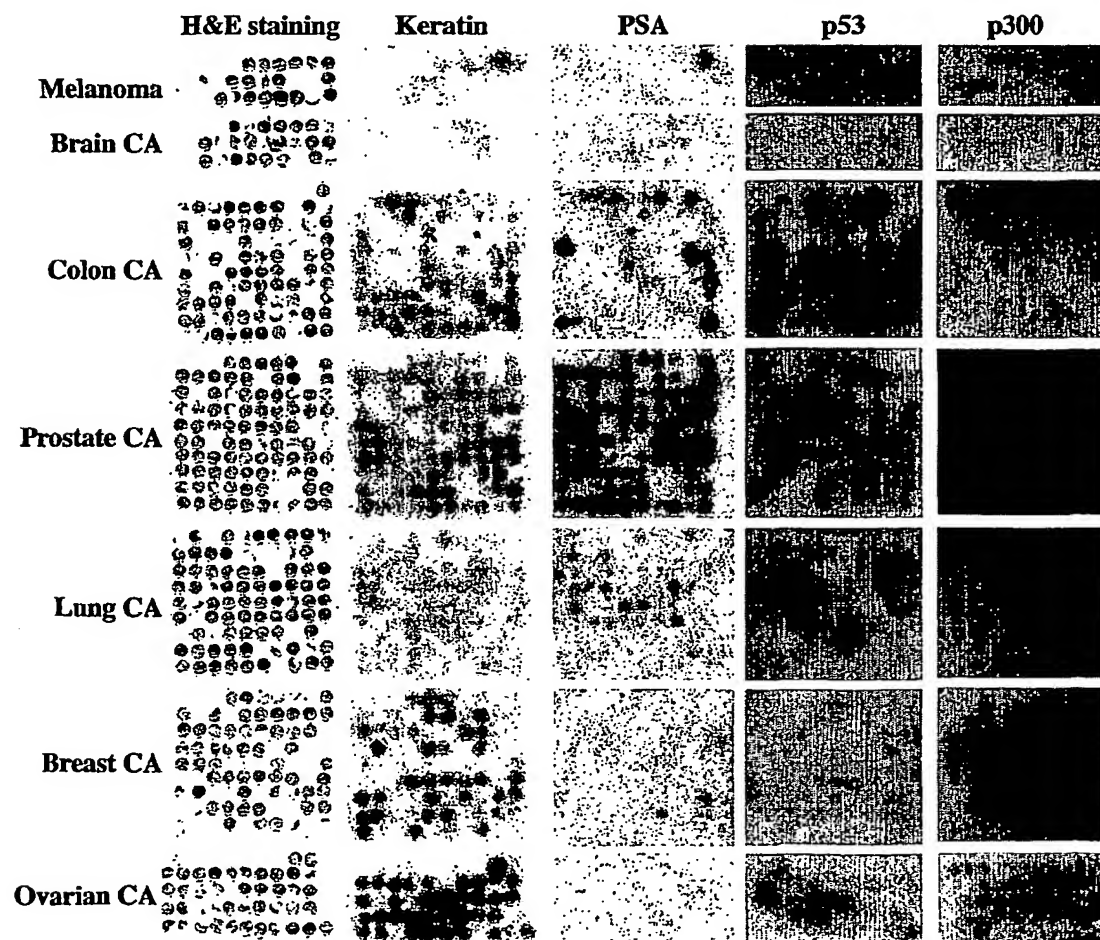 H&E staining Keratin PSA p53 p300
Melanoma
Brain CA
Colon CA
Prostate CA
Lung CA
Breast CA
Ovarian CA